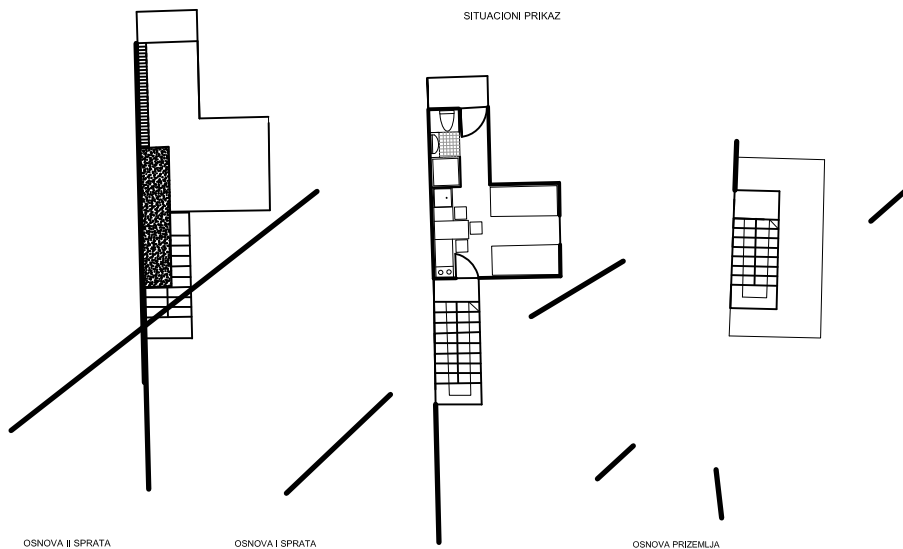 SITUACIONI PRIKAZ
OSNOVA II SPRATA
OSNOVA I SPRATA
OSNOVA PRIZEMLJA